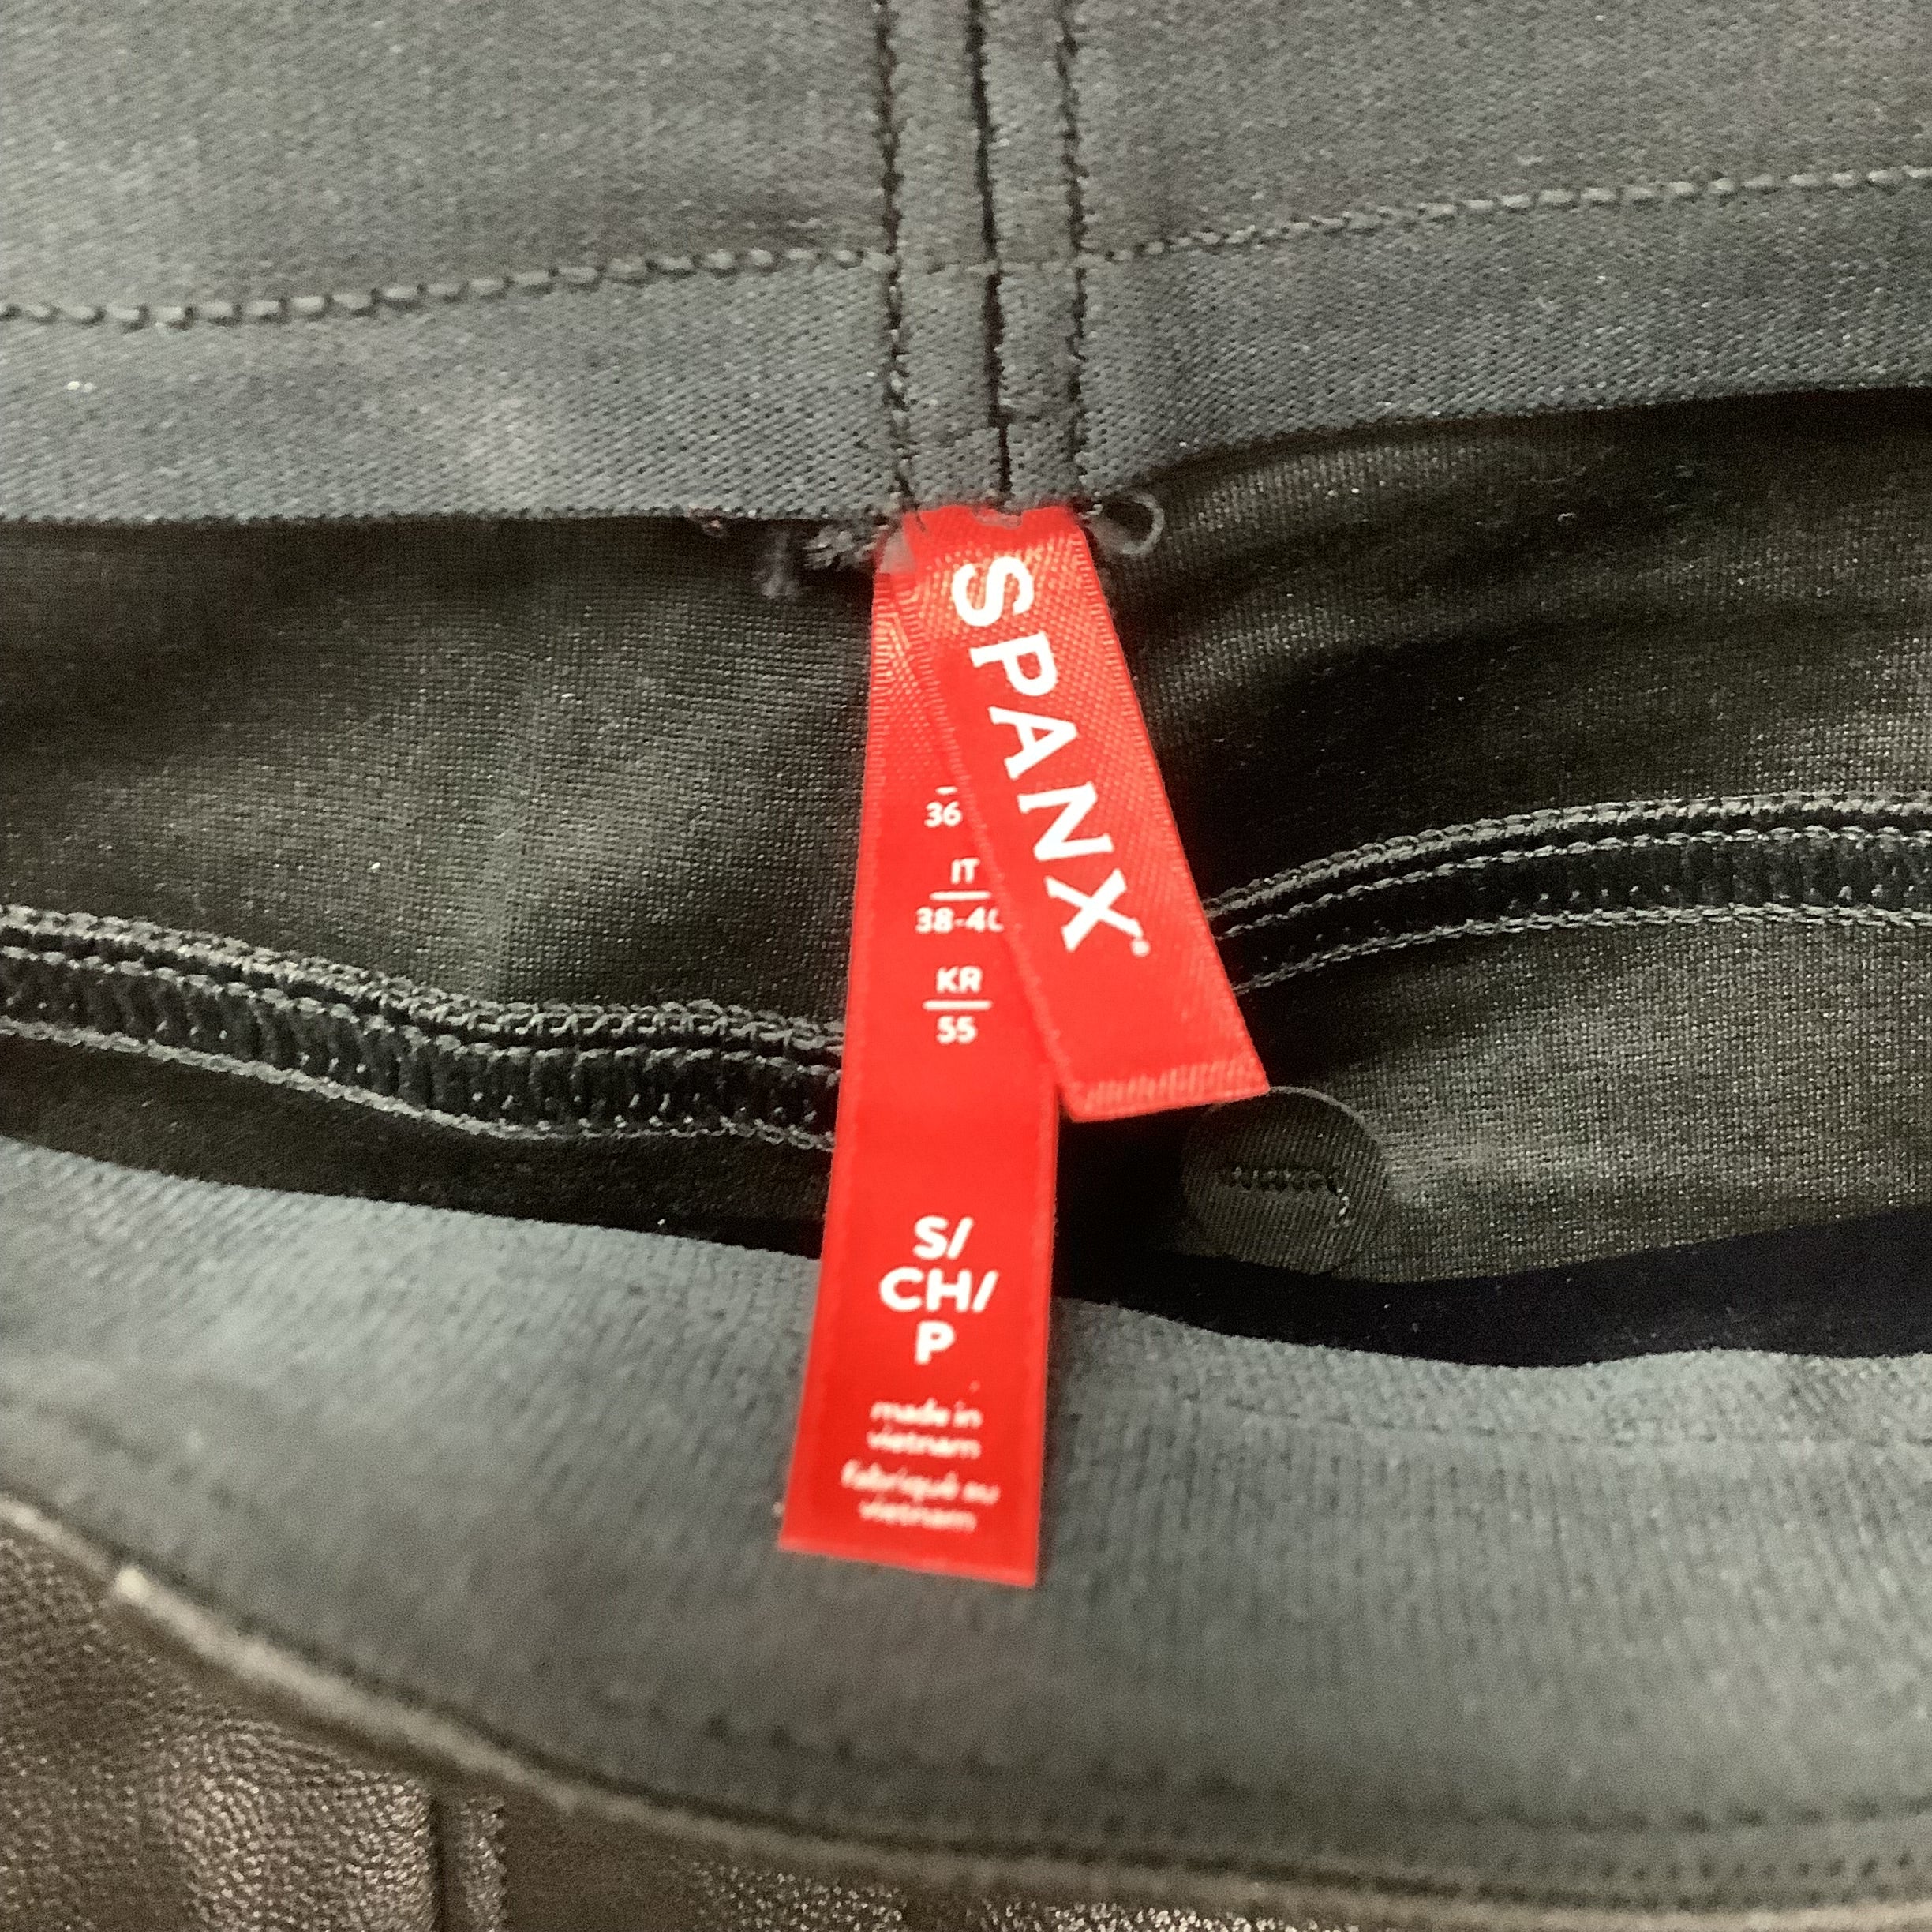 SPANX®
36
IT
38-40
KR
55
S/
CH/
P
made in
vietnam
fabriqué au
vietnam